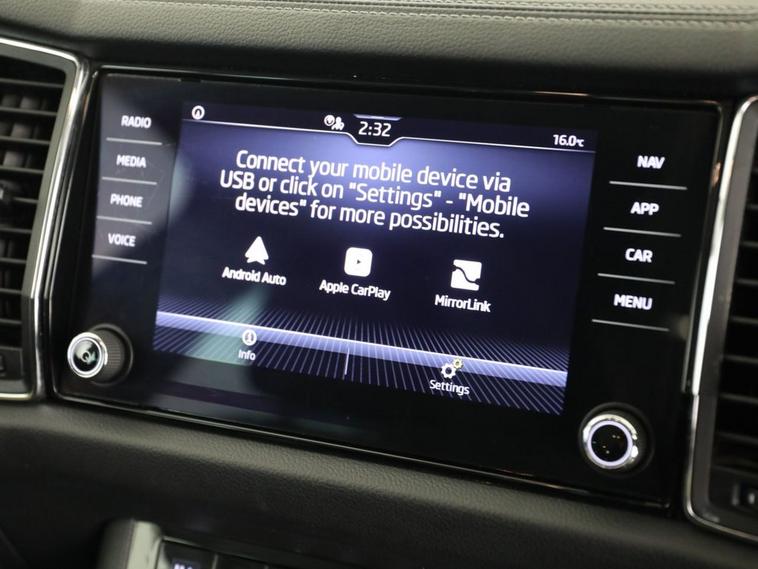 RADIO
MEDIA
PHONE
VOICE
2:32
16.0°C
Connect your mobile device via
USB or click on "Settings" - "Mobile
devices" for more possibilities.
Android Auto
Apple CarPlay
MirrorLink
Info
Settings
NAV
APP
CAR
MENU